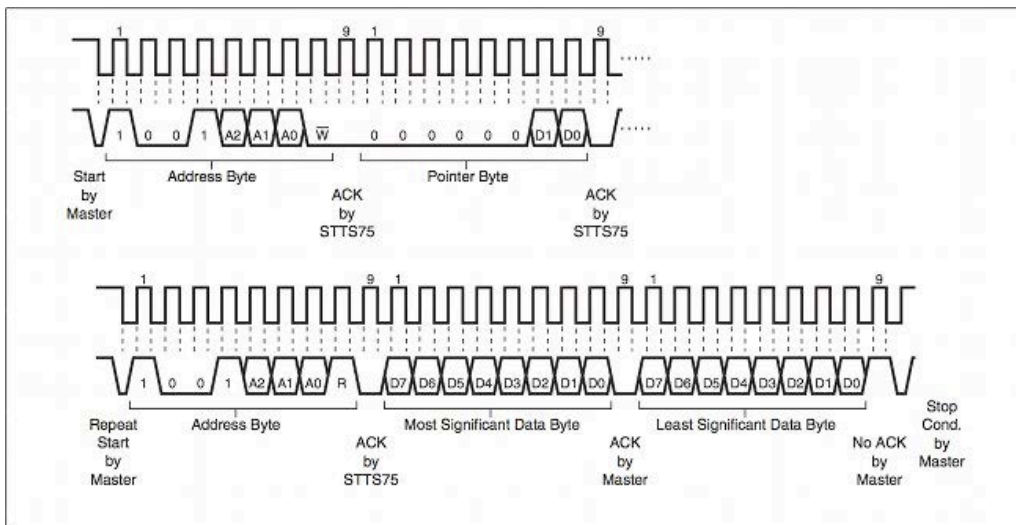 1 9 1 9
1 0 0 1 A2 A1 A0 W̅ 0 0 0 0 0 0 D1 D0
Start by Master
Address Byte
ACK by STTS75
Pointer Byte
ACK by STTS75
1 9 1 9 1 9
1 0 0 1 A2 A1 A0 R D7 D6 D5 D4 D3 D2 D1 D0 D7 D6 D5 D4 D3 D2 D1 D0
Repeat Start by Master
Address Byte
ACK by STTS75
Most Significant Data Byte
ACK by Master
Least Significant Data Byte
No ACK by Master
Stop Cond. by Master